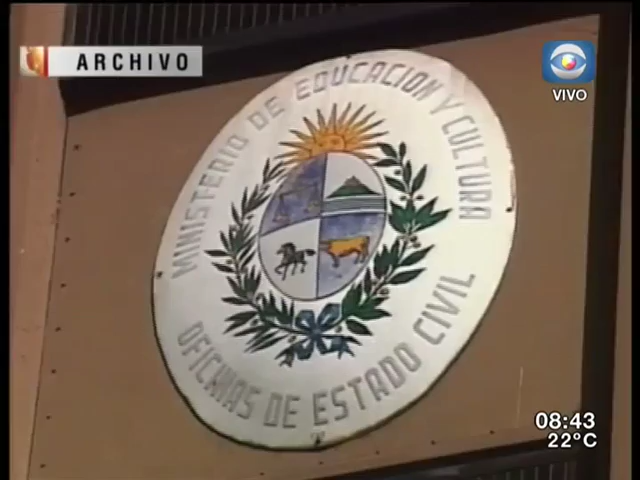 ARCHIVO
VIVO
MINISTERIO DE EDUCACION Y CULTURA
OFICINAS DE ESTADO CIVIL
08:43
22°C